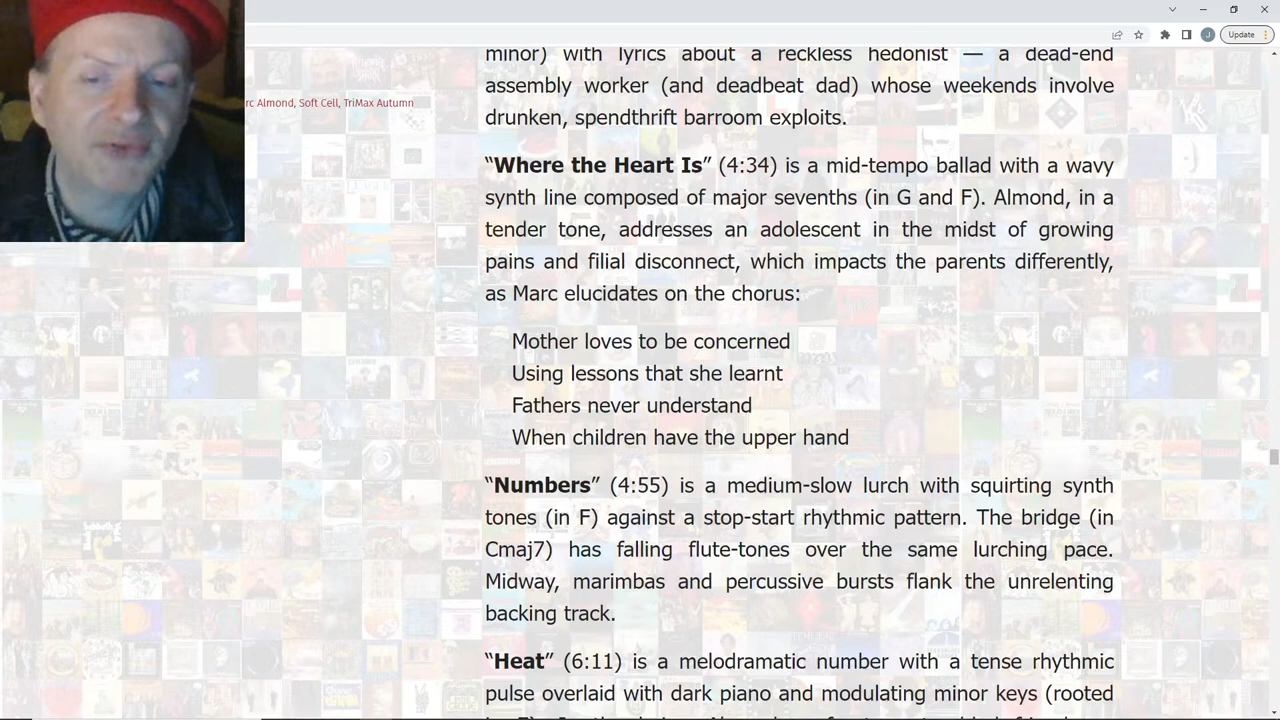 Update
minor) with lyrics about a reckless hedonist — a dead-end
assembly worker (and deadbeat dad) whose weekends involve
rc Almond, Soft Cell, TriMax Autumn
drunken, spendthrift barroom exploits.
“Where the Heart Is” (4:34) is a mid-tempo ballad with a wavy
synth line composed of major sevenths (in G and F). Almond, in a
tender tone, addresses an adolescent in the midst of growing
pains and filial disconnect, which impacts the parents differently,
as Marc elucidates on the chorus:
Mother loves to be concerned
Using lessons that she learnt
Fathers never understand
When children have the upper hand
“Numbers” (4:55) is a medium-slow lurch with squirting synth
tones (in F) against a stop-start rhythmic pattern. The bridge (in
Cmaj7) has falling flute-tones over the same lurching pace.
Midway, marimbas and percussive bursts flank the unrelenting
backing track.
“Heat” (6:11) is a melodramatic number with a tense rhythmic
pulse overlaid with dark piano and modulating minor keys (rooted